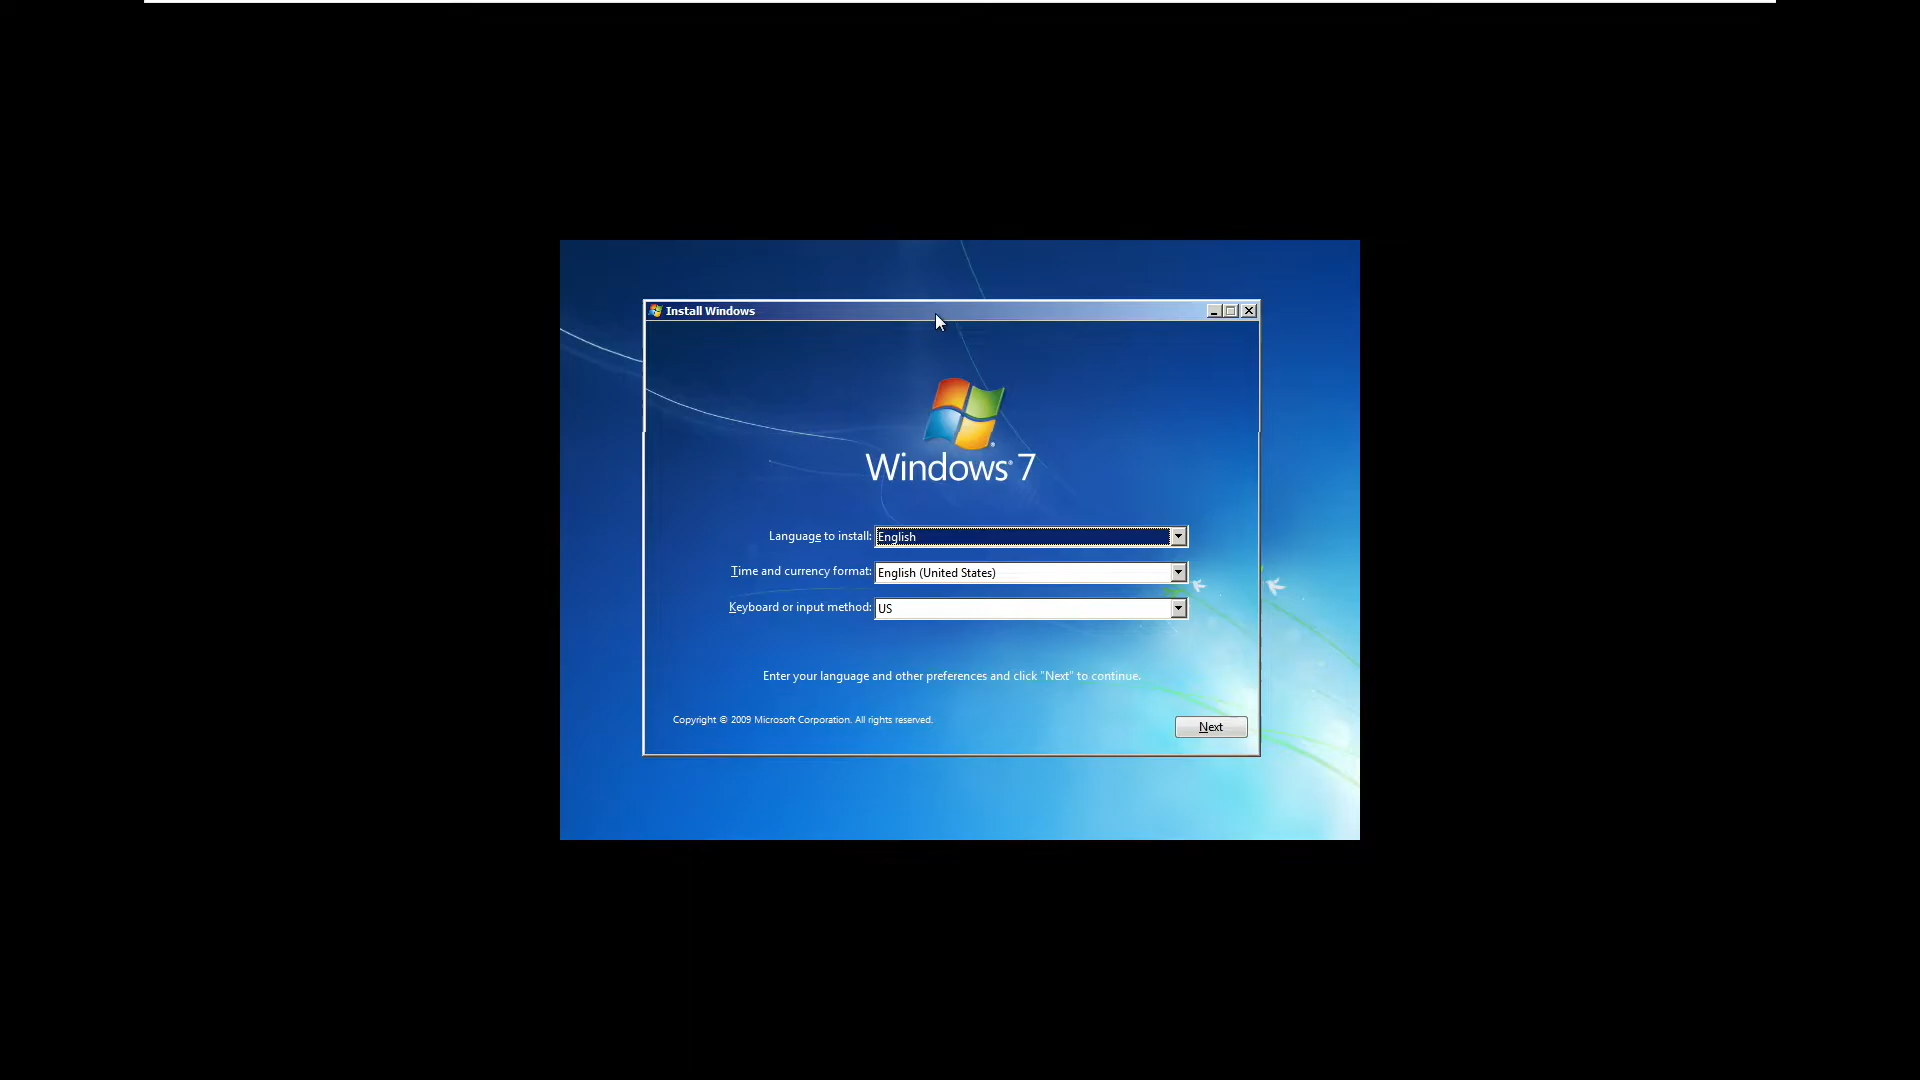 Install Windows
Windows® 7
Language to install: English
Time and currency format: English (United States)
Keyboard or input method: US
Enter your language and other preferences and click "Next" to continue.
Copyright © 2009 Microsoft Corporation. All rights reserved.
Next